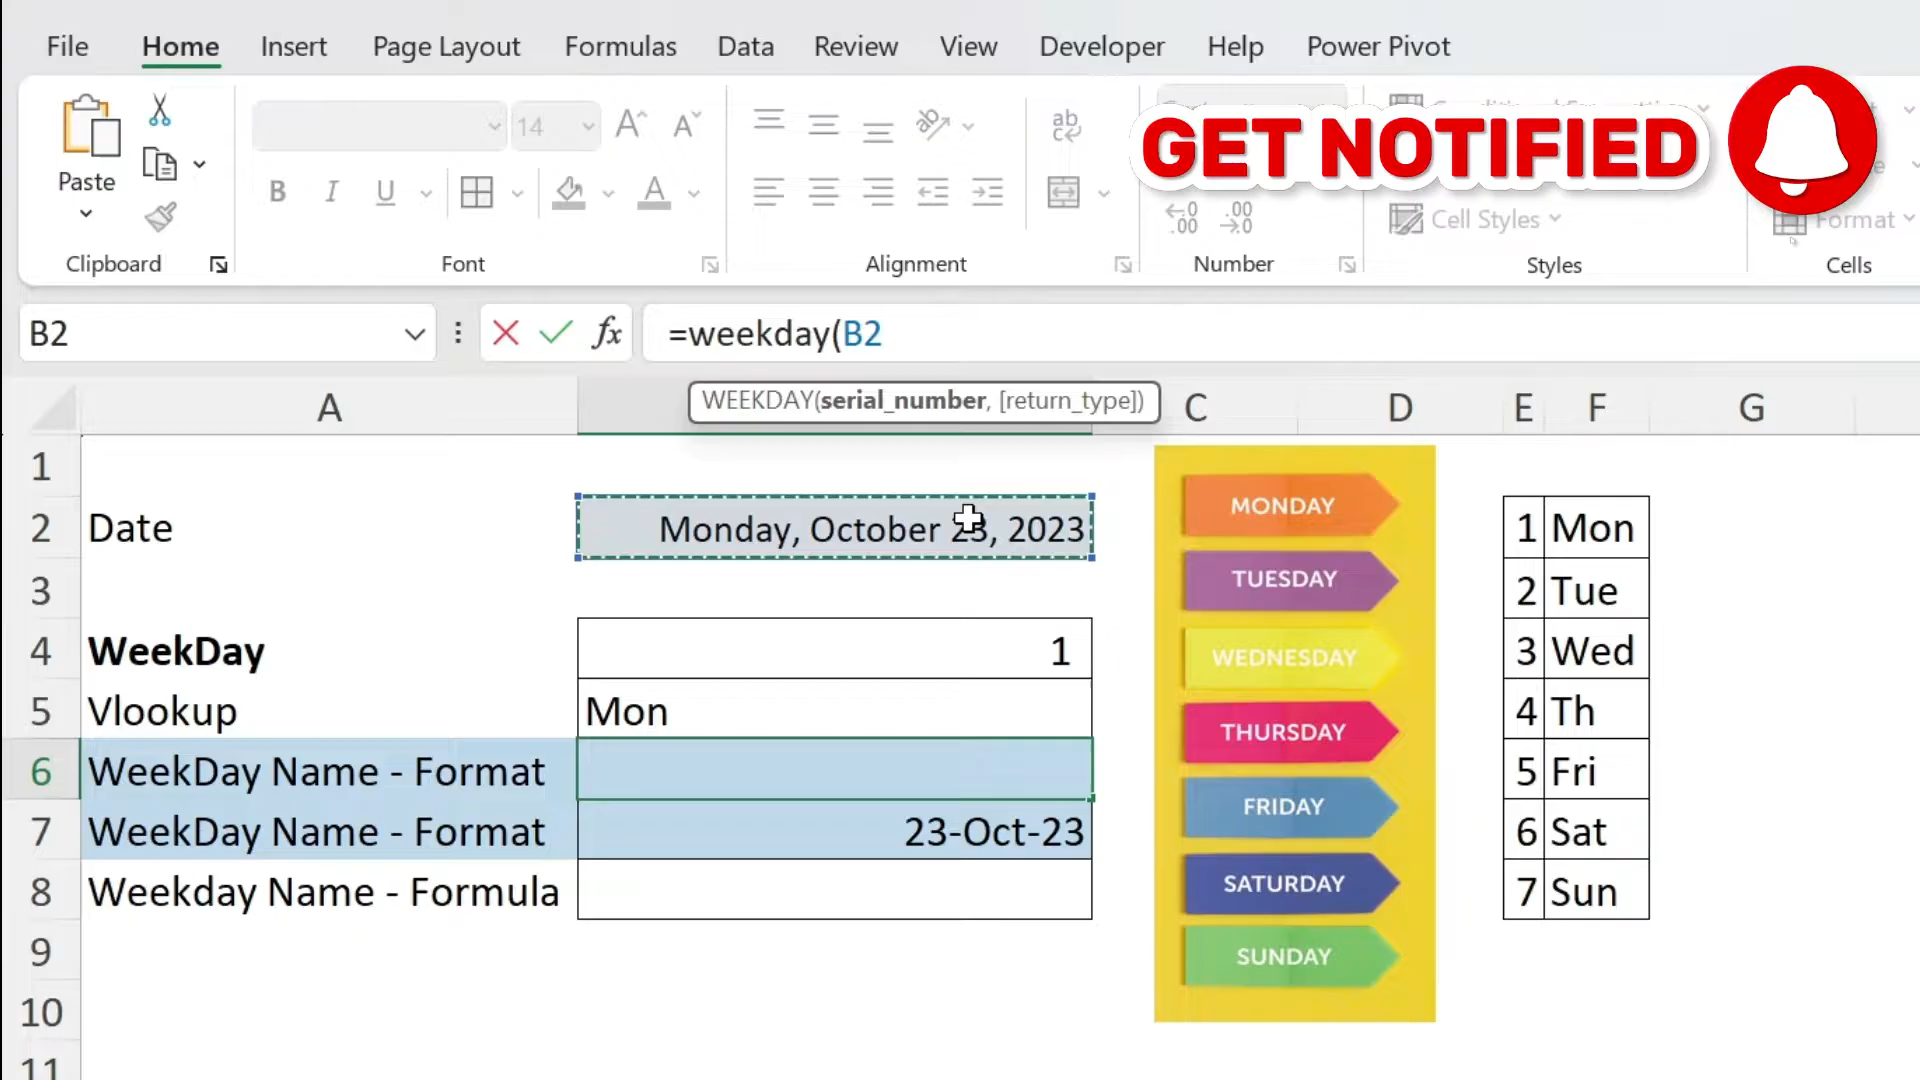 File Home Insert Page Layout Formulas Data Review View Developer Help Power Pivot
GET NOTIFIED
Paste
14
B I U
Cell Styles
Format
Clipboard Font Alignment Number Styles Cells
B2 fx =weekday(B2
WEEKDAY(serial_number, [return_type])
A C D E F G
1
2 Date Monday, October 23, 2023 1 Mon
3 2 Tue
4 WeekDay 1 3 Wed
5 Vlookup Mon 4 Th
6 WeekDay Name - Format 5 Fri
7 WeekDay Name - Format 23-Oct-23 6 Sat
8 Weekday Name - Formula 7 Sun
9
10
11
MONDAY
TUESDAY
WEDNESDAY
THURSDAY
FRIDAY
SATURDAY
SUNDAY